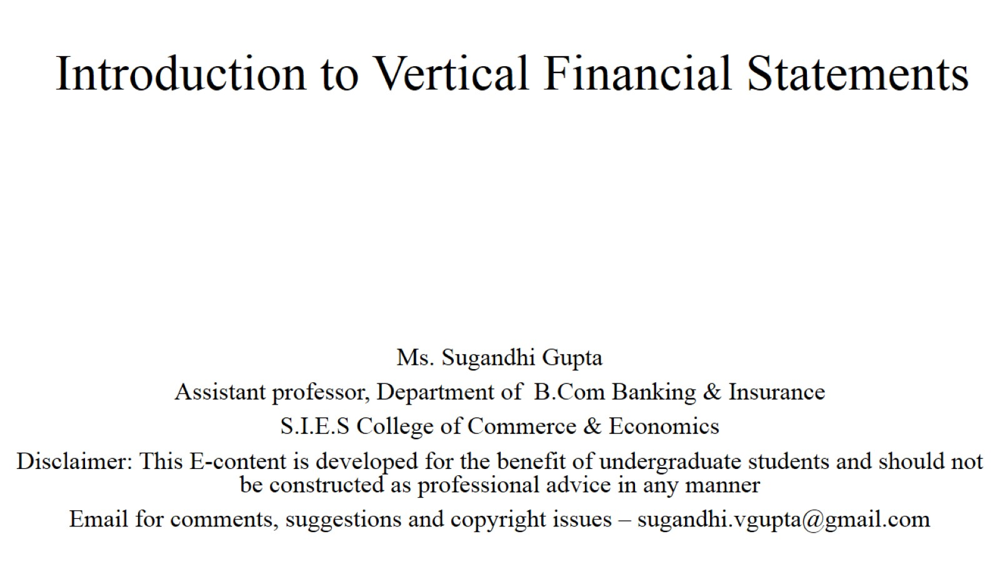 Introduction to Vertical Financial Statements
Ms. Sugandhi Gupta
Assistant professor, Department of B.Com Banking & Insurance
S.I.E.S College of Commerce & Economics
Disclaimer: This E-content is developed for the benefit of undergraduate students and should not
be constructed as professional advice in any manner
Email for comments, suggestions and copyright issues – sugandhi.vgupta@gmail.com